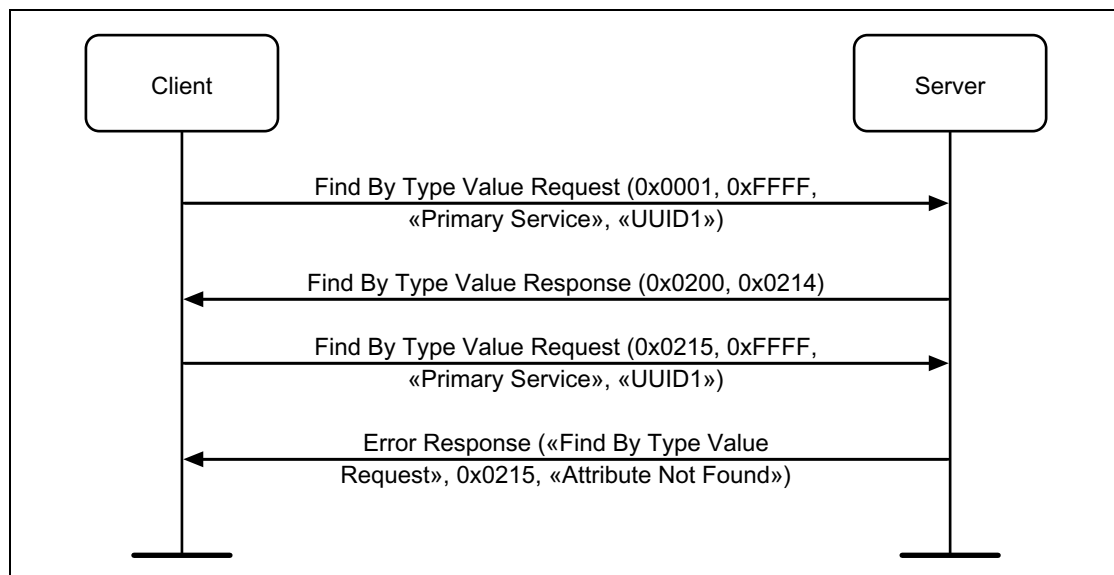 Client
Server
Find By Type Value Request (0x0001, 0xFFFF,
«Primary Service», «UUID1»)
Find By Type Value Response (0x0200, 0x0214)
Find By Type Value Request (0x0215, 0xFFFF,
«Primary Service», «UUID1»)
Error Response («Find By Type Value
Request», 0x0215, «Attribute Not Found»)